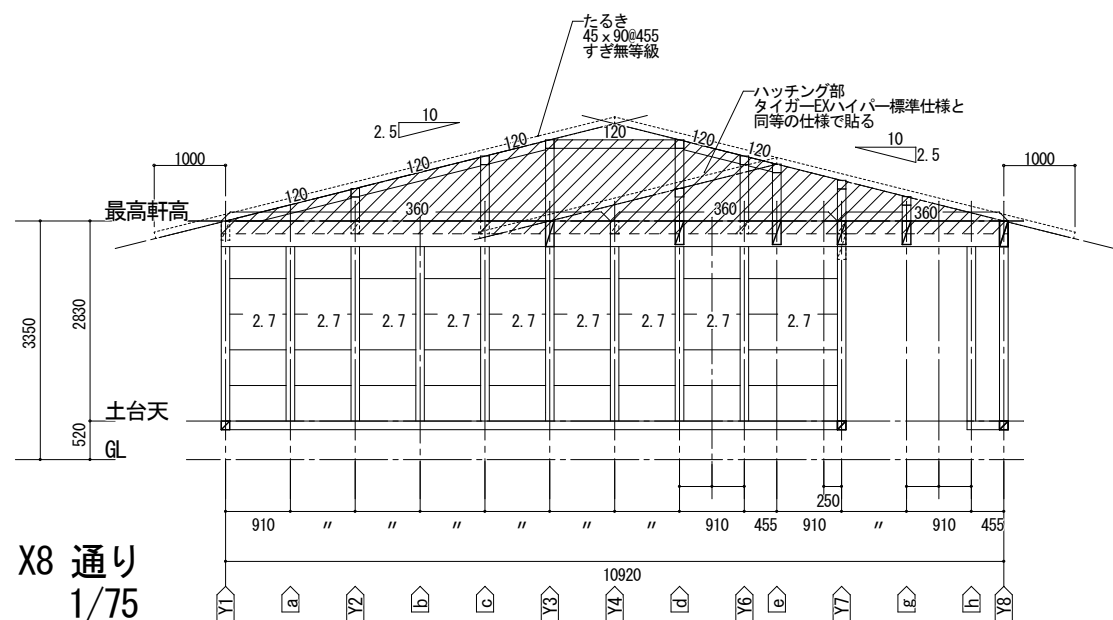 たるき
45 x 90@455
すぎ無等級
ハッチング部
タイガーEXハイパー標準仕様と
同等の仕様で貼る
10
2.5
10
2.5
120
120
120
120
120
120
1000
1000
最高軒高
360
360
360
3350
2830
520
2.7
2.7
2.7
2.7
2.7
2.7
2.7
2.7
2.7
土台天
GL
250
910
〃
〃
〃
〃
〃
〃
910
455
910
〃
910
455
10920
X8 通り
1/75
Y1
a
Y2
b
c
Y3
Y4
d
Y6
e
Y7
g
h
Y8